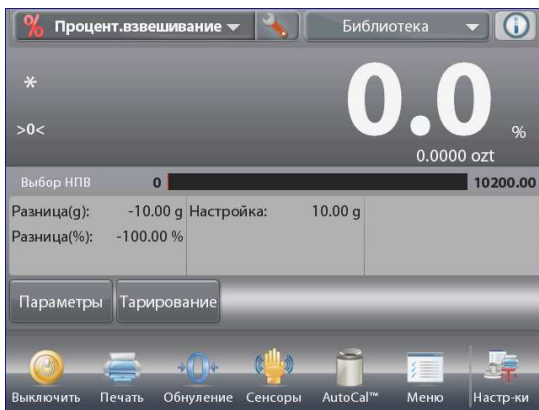 % Процент.взвешивание Библиотека
*
>0<
0.0 %
0.0000 ozt
Выбор НПВ 0 10200.00
Разница(g): -10.00 g Настройка: 10.00 g
Разница(%): -100.00 %
Параметры Тарирование
Выключить Печать Обнуление Сенсоры AutoCal™ Меню Настр-ки